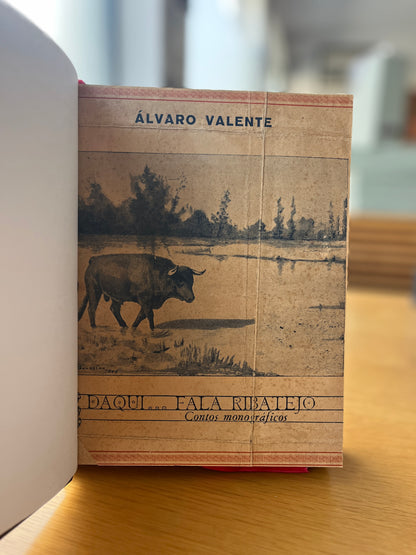 ÁLVARO VALENTE
DAQUI... FALA RIBATEJO
Contos monográficos